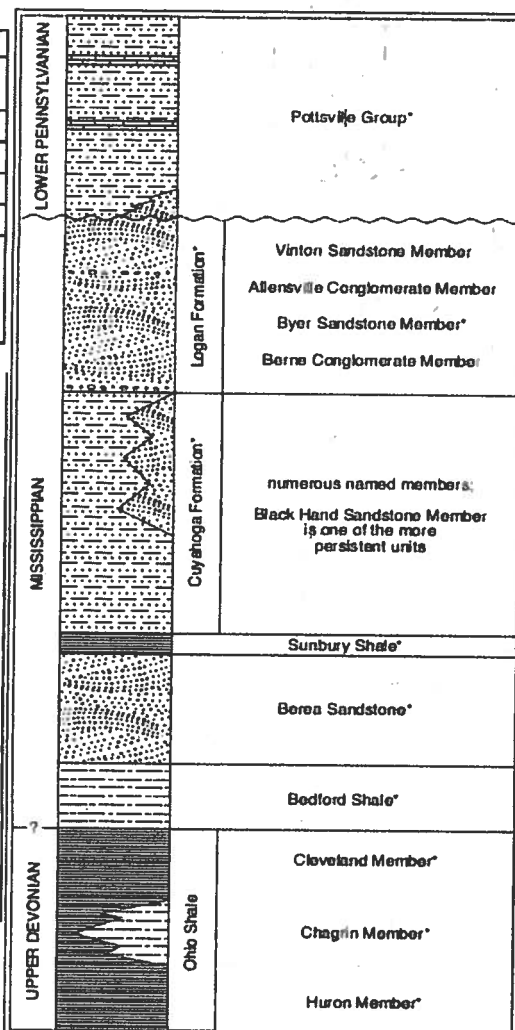 LOWER PENNSYLVANIAN
Pottsville Group*
MISSISSIPPIAN
Logan Formation*
Vinton Sandstone Member
Allensville Conglomerate Member
Byer Sandstone Member*
Berne Conglomerate Member
Cuyahoga Formation*
numerous named members;
Black Hand Sandstone Member
is one of the more
persistent units
Sunbury Shale*
Berea Sandstone*
Bedford Shale*
?
UPPER DEVONIAN
Ohio Shale
Cleveland Member*
Chagrin Member*
Huron Member*